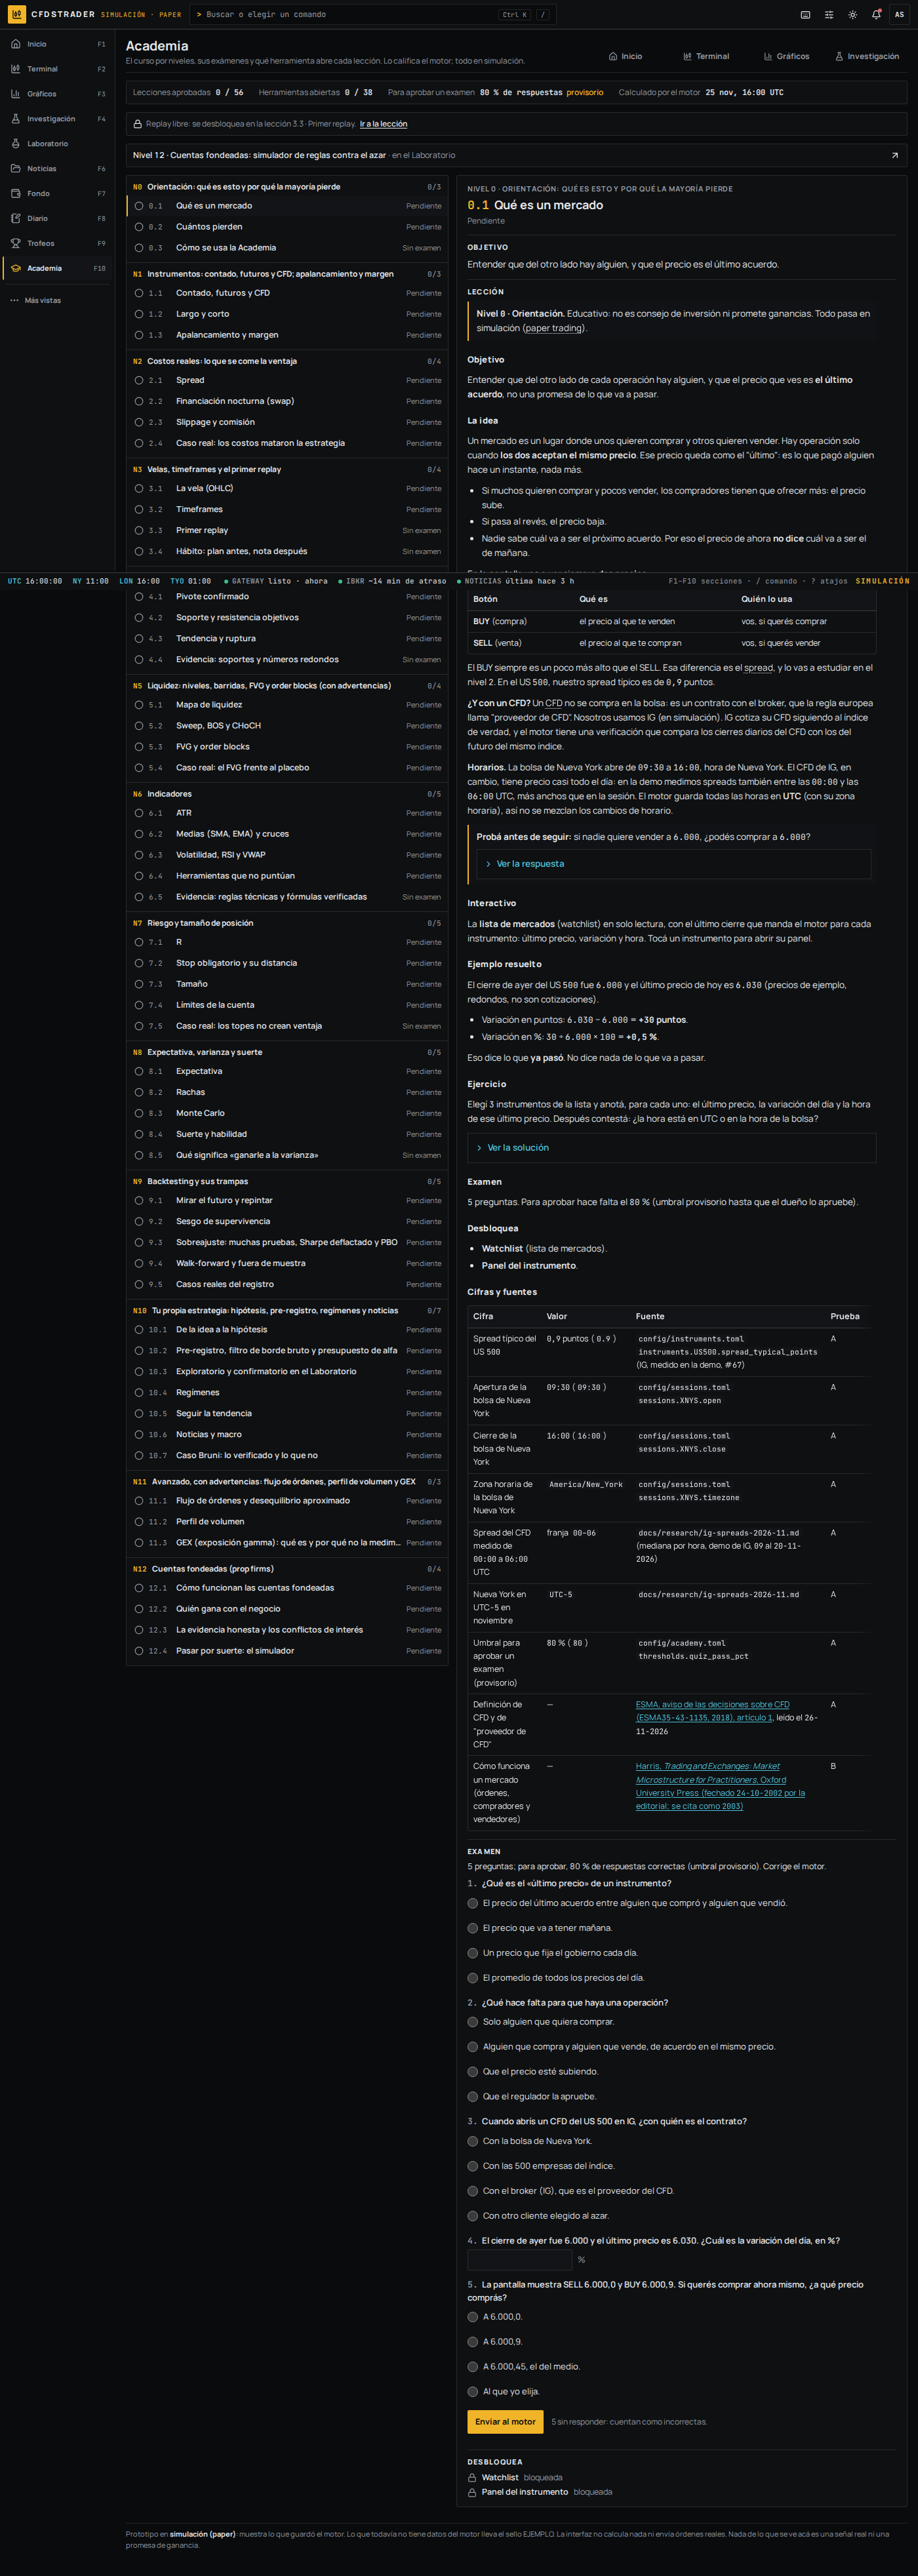 CFDSTRADER SIMULACIÓN · PAPER
> Buscar o elegir un comando Ctrl K /
AS
Inicio F1
Terminal F2
Gráficos F3
Investigación F4
Laboratorio
Noticias F6
Fondo F7
Diario F8
Trofeos F9
Academia F10
Más vistas
Academia
El curso por niveles, sus exámenes y qué herramienta abre cada lección. Lo califica el motor; todo en simulación.
Inicio Terminal Gráficos Investigación
Lecciones aprobadas 0 / 56 Herramientas abiertas 0 / 38 Para aprobar un examen 80 % de respuestas provisorio Calculado por el motor 25 nov, 16:00 UTC
Replay libre: se desbloquea en la lección 3.3 · Primer replay. Ir a la lección
Nivel 12 · Cuentas fondeadas: simulador de reglas contra el azar · en el Laboratorio
N0 Orientación: qué es esto y por qué la mayoría pierde 0/3
0.1 Qué es un mercado Pendiente
0.2 Cuántos pierden Pendiente
0.3 Cómo se usa la Academia Sin examen
N1 Instrumentos: contado, futuros y CFD; apalancamiento y margen 0/3
1.1 Contado, futuros y CFD Pendiente
1.2 Largo y corto Pendiente
1.3 Apalancamiento y margen Pendiente
N2 Costos reales: lo que se come la ventaja 0/4
2.1 Spread Pendiente
2.2 Financiación nocturna (swap) Pendiente
2.3 Slippage y comisión Pendiente
2.4 Caso real: los costos mataron la estrategia Pendiente
N3 Velas, timeframes y el primer replay 0/4
3.1 La vela (OHLC) Pendiente
3.2 Timeframes Pendiente
3.3 Primer replay Sin examen
3.4 Hábito: plan antes, nota después Sin examen
UTC 16:00:00 NY 11:00 LON 16:00 TYO 01:00 GATEWAY listo · ahora IBKR ~14 min de atraso NOTICIAS última hace 3 h F1–F10 secciones · / comando · ? atajos SIMULACIÓN
4.1 Pivote confirmado Pendiente
4.2 Soporte y resistencia objetivos Pendiente
4.3 Tendencia y ruptura Pendiente
4.4 Evidencia: soportes y números redondos Sin examen
N5 Liquidez: niveles, barridas, FVG y order blocks (con advertencias) 0/4
5.1 Mapa de liquidez Pendiente
5.2 Sweep, BOS y CHoCH Pendiente
5.3 FVG y order blocks Pendiente
5.4 Caso real: el FVG frente al placebo Pendiente
N6 Indicadores 0/5
6.1 ATR Pendiente
6.2 Medias (SMA, EMA) y cruces Pendiente
6.3 Volatilidad, RSI y VWAP Pendiente
6.4 Herramientas que no puntúan Pendiente
6.5 Evidencia: reglas técnicas y fórmulas verificadas Sin examen
N7 Riesgo y tamaño de posición 0/5
7.1 R Pendiente
7.2 Stop obligatorio y su distancia Pendiente
7.3 Tamaño Pendiente
7.4 Límites de la cuenta Pendiente
7.5 Caso real: los topes no crean ventaja Sin examen
N8 Expectativa, varianza y suerte 0/5
8.1 Expectativa Pendiente
8.2 Rachas Pendiente
8.3 Monte Carlo Pendiente
8.4 Suerte y habilidad Pendiente
8.5 Qué significa «ganarle a la varianza» Sin examen
N9 Backtesting y sus trampas 0/5
9.1 Mirar el futuro y repintar Pendiente
9.2 Sesgo de supervivencia Pendiente
9.3 Sobreajuste: muchas pruebas, Sharpe deflactado y PBO Pendiente
9.4 Walk-forward y fuera de muestra Pendiente
9.5 Casos reales del registro Pendiente
N10 Tu propia estrategia: hipótesis, pre-registro, regímenes y noticias 0/7
10.1 De la idea a la hipótesis Pendiente
10.2 Pre-registro, filtro de borde bruto y presupuesto de alfa Pendiente
10.3 Exploratorio y confirmatorio en el Laboratorio Pendiente
10.4 Regímenes Pendiente
10.5 Seguir la tendencia Pendiente
10.6 Noticias y macro Pendiente
10.7 Caso Bruni: lo verificado y lo que no Pendiente
N11 Avanzado, con advertencias: flujo de órdenes, perfil de volumen y GEX 0/3
11.1 Flujo de órdenes y desequilibrio aproximado Pendiente
11.2 Perfil de volumen Pendiente
11.3 GEX (exposición gamma): qué es y por qué no la medim... Pendiente
N12 Cuentas fondeadas (prop firms) 0/4
12.1 Cómo funcionan las cuentas fondeadas Pendiente
12.2 Quién gana con el negocio Pendiente
12.3 La evidencia honesta y los conflictos de interés Pendiente
12.4 Pasar por suerte: el simulador Pendiente
NIVEL 0 · ORIENTACIÓN: QUÉ ES ESTO Y POR QUÉ LA MAYORÍA PIERDE
0.1 Qué es un mercado
Pendiente
OBJETIVO
Entender que del otro lado hay alguien, y que el precio es el último acuerdo.
LECCIÓN
Nivel 0 · Orientación. Educativo: no es consejo de inversión ni promete ganancias. Todo pasa en
simulación (paper trading).
Objetivo
Entender que del otro lado de cada operación hay alguien, y que el precio que ves es el último
acuerdo, no una promesa de lo que va a pasar.
La idea
Un mercado es un lugar donde unos quieren comprar y otros quieren vender. Hay operación solo
cuando los dos aceptan el mismo precio. Ese precio queda como el "último": es lo que pagó alguien
hace un instante, nada más.
• Si muchos quieren comprar y pocos vender, los compradores tienen que ofrecer más: el precio
sube.
• Si pasa al revés, el precio baja.
• Nadie sabe cuál va a ser el próximo acuerdo. Por eso el precio de ahora no dice cuál va a ser el
de mañana.
Botón Qué es Quién lo usa
BUY (compra) el precio al que te venden vos, si querés comprar
SELL (venta) el precio al que te compran vos, si querés vender
El BUY siempre es un poco más alto que el SELL. Esa diferencia es el spread, y lo vas a estudiar en el
nivel 2. En el US 500, nuestro spread típico es de 0,9 puntos.
¿Y con un CFD? Un CFD no se compra en la bolsa: es un contrato con el broker, que la regla europea
llama "proveedor de CFD". Nosotros usamos IG (en simulación). IG cotiza su CFD siguiendo al índice
de verdad, y el motor tiene una verificación que compara los cierres diarios del CFD con los del
futuro del mismo índice.
Horarios. La bolsa de Nueva York abre de 09:30 a 16:00, hora de Nueva York. El CFD de IG, en
cambio, tiene precio casi todo el día: en la demo medimos spreads también entre las 00:00 y las
06:00 UTC, más anchos que en la sesión. El motor guarda todas las horas en UTC (con su zona
horaria), así no se mezclan los cambios de horario.
Probá antes de seguir: si nadie quiere vender a 6.000, ¿podés comprar a 6.000?
Ver la respuesta
Interactivo
La lista de mercados (watchlist) en solo lectura, con el último cierre que manda el motor para cada
instrumento: último precio, variación y hora. Tocá un instrumento para abrir su panel.
Ejemplo resuelto
El cierre de ayer del US 500 fue 6.000 y el último precio de hoy es 6.030 (precios de ejemplo,
redondos, no son cotizaciones).
• Variación en puntos: 6.030 − 6.000 = +30 puntos.
• Variación en %: 30 ÷ 6.000 × 100 = +0,5 %.
Eso dice lo que ya pasó. No dice nada de lo que va a pasar.
Ejercicio
Elegí 3 instrumentos de la lista y anotá, para cada uno: el último precio, la variación del día y la hora
de ese último precio. Después contestá: ¿la hora está en UTC o en la hora de la bolsa?
Ver la solución
Examen
5 preguntas. Para aprobar hace falta el 80 % (umbral provisorio hasta que el dueño lo apruebe).
Desbloquea
• Watchlist (lista de mercados).
• Panel del instrumento.
Cifras y fuentes
Cifra Valor Fuente Prueba
Spread típico del US 500 0,9 puntos ( 0.9 ) config/instruments.toml instruments.US500.spread_typical_points (IG, medido en la demo, #67) A
Apertura de la bolsa de Nueva York 09:30 ( 09:30 ) config/sessions.toml sessions.XNYS.open A
Cierre de la bolsa de Nueva York 16:00 ( 16:00 ) config/sessions.toml sessions.XNYS.close A
Zona horaria de la bolsa de Nueva York America/New_York config/sessions.toml sessions.XNYS.timezone A
Spread del CFD medido de 00:00 a 06:00 UTC franja 00-06 docs/research/ig-spreads-2026-11.md (mediana por hora, demo de IG, 09 al 20-11-2026) A
Nueva York en UTC-5 en noviembre UTC-5 docs/research/ig-spreads-2026-11.md A
Umbral para aprobar un examen (provisorio) 80 % ( 80 ) config/academy.toml thresholds.quiz_pass_pct A
Definición de CFD y de "proveedor de CFD" — ESMA, aviso de las decisiones sobre CFD (ESMA35-43-1135, 2018), artículo 1, leído el 26-11-2026 A
Cómo funciona un mercado (órdenes, compradores y vendedores) — Harris, Trading and Exchanges: Market Microstructure for Practitioners, Oxford University Press (fechado 24-10-2002 por la editorial; se cita como 2003) B
EXAMEN
5 preguntas; para aprobar, 80 % de respuestas correctas (umbral provisorio). Corrige el motor.
1. ¿Qué es el «último precio» de un instrumento?
El precio del último acuerdo entre alguien que compró y alguien que vendió.
El precio que va a tener mañana.
Un precio que fija el gobierno cada día.
El promedio de todos los precios del día.
2. ¿Qué hace falta para que haya una operación?
Solo alguien que quiera comprar.
Alguien que compra y alguien que vende, de acuerdo en el mismo precio.
Que el precio esté subiendo.
Que el regulador la apruebe.
3. Cuando abrís un CFD del US 500 en IG, ¿con quién es el contrato?
Con la bolsa de Nueva York.
Con las 500 empresas del índice.
Con el broker (IG), que es el proveedor del CFD.
Con otro cliente elegido al azar.
4. El cierre de ayer fue 6.000 y el último precio es 6.030. ¿Cuál es la variación del día, en %?
%
5. La pantalla muestra SELL 6.000,0 y BUY 6.000,9. Si querés comprar ahora mismo, ¿a qué precio
comprás?
A 6.000,0.
A 6.000,9.
A 6.000,45, el del medio.
Al que yo elija.
Enviar al motor 5 sin responder: cuentan como incorrectas.
DESBLOQUEA
Watchlist bloqueada
Panel del instrumento bloqueada
Prototipo en simulación (paper): muestra lo que guardó el motor. Lo que todavía no tiene datos del motor lleva el sello EJEMPLO. La interfaz no calcula nada ni envía órdenes reales. Nada de lo que se ve acá es una señal real ni una
promesa de ganancia.